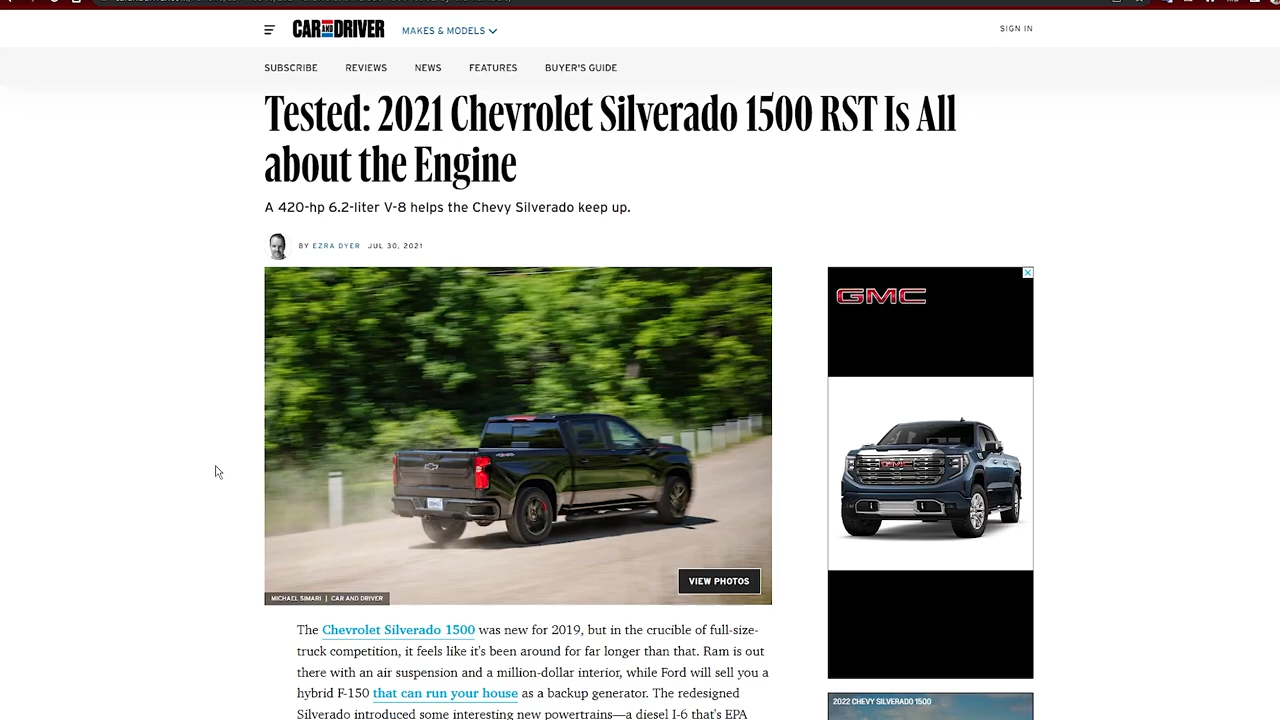 CAR AND DRIVER
MAKES & MODELS
SIGN IN
SUBSCRIBE
REVIEWS
NEWS
FEATURES
BUYER'S GUIDE
Tested: 2021 Chevrolet Silverado 1500 RST Is All
about the Engine
A 420-hp 6.2-liter V-8 helps the Chevy Silverado keep up.
BY EZRA DYER JUL 30, 2021
GMC
VIEW PHOTOS
MICHAEL SIMARI | CAR AND DRIVER
The Chevrolet Silverado 1500 was new for 2019, but in the crucible of full-size-
truck competition, it feels like it's been around for far longer than that. Ram is out
there with an air suspension and a million-dollar interior, while Ford will sell you a
hybrid F-150 that can run your house as a backup generator. The redesigned
Silverado introduced some interesting new powertrains—a diesel I-6 that's EPA
2022 CHEVY SILVERADO 1500